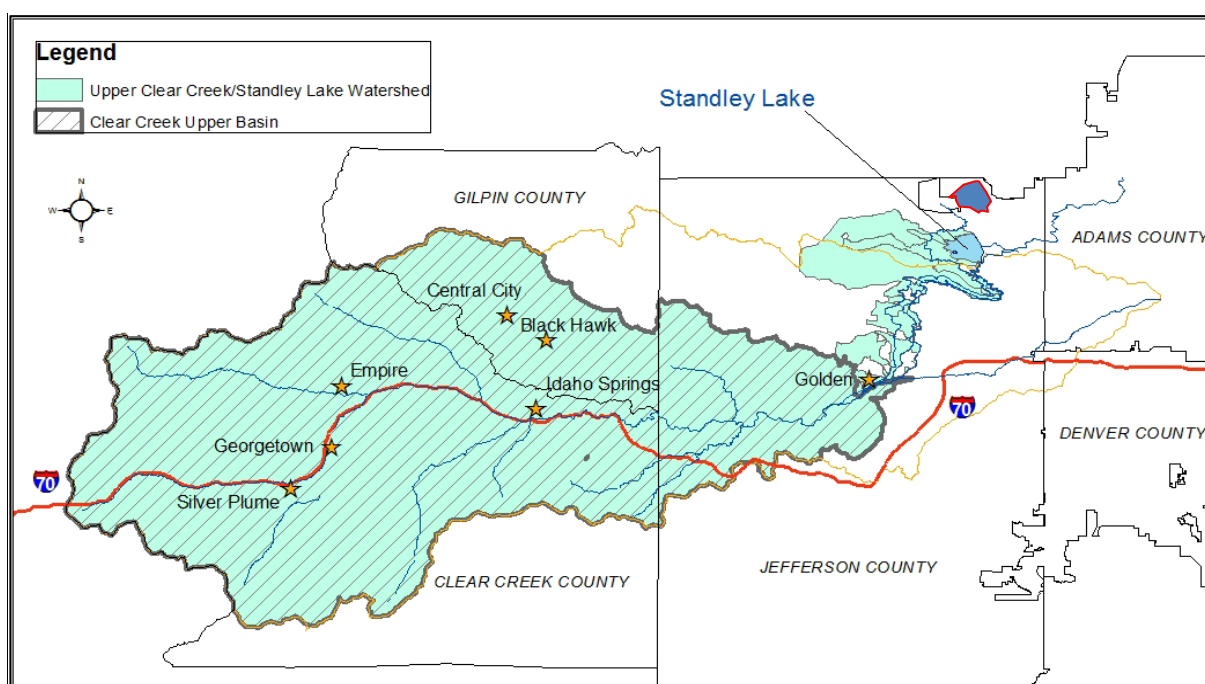 Legend
Upper Clear Creek/Standley Lake Watershed
Clear Creek Upper Basin
Standley Lake
N
W E
S
GILPIN COUNTY
ADAMS COUNTY
Central City
Black Hawk
Empire
Idaho Springs
Golden
70
Georgetown
DENVER COUNTY
70
Silver Plume
CLEAR CREEK COUNTY
JEFFERSON COUNTY